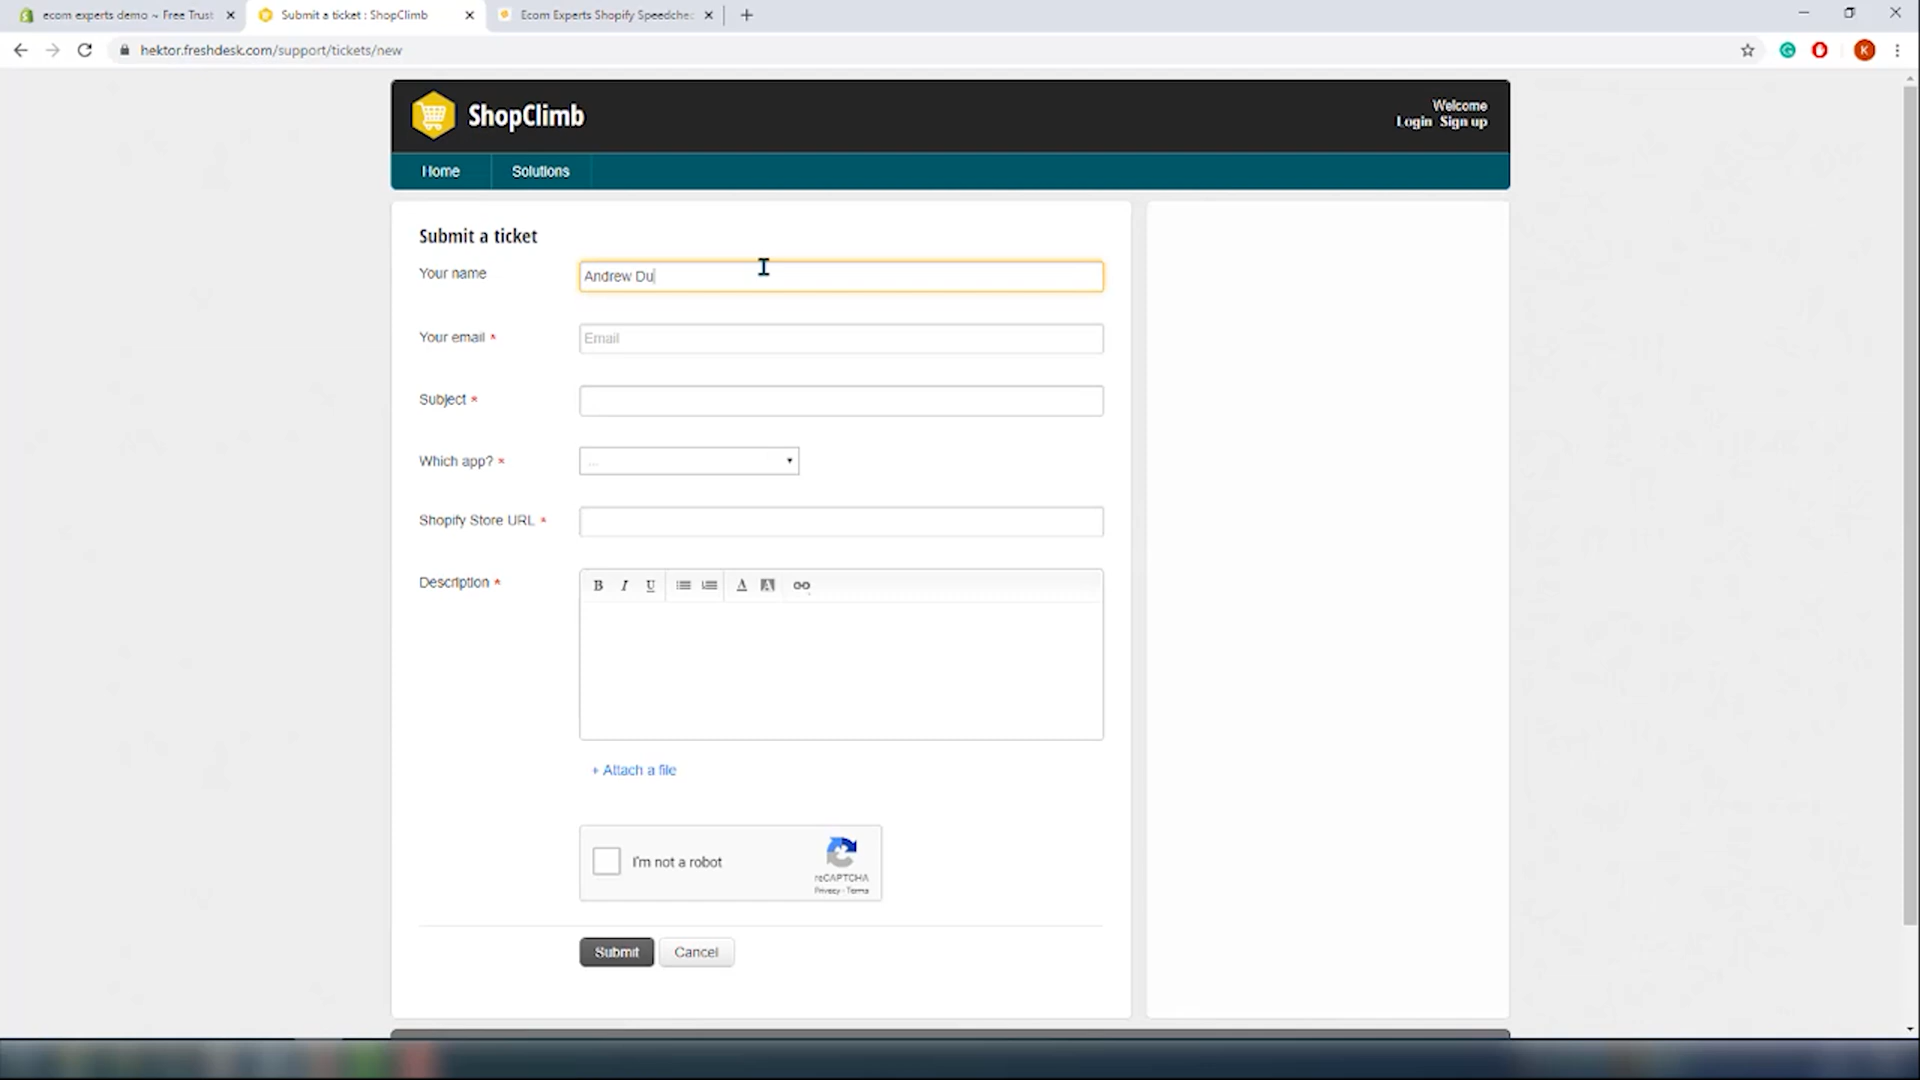 ecom experts demo ~ Free Trust
Submit a ticket : ShopClimb
Ecom Experts Shopify Speedchec
hektor.freshdesk.com/support/tickets/new
K
ShopClimb
Welcome
Login Sign up
Home
Solutions
Submit a ticket
Your name
Andrew Du
Your email *
Email
Subject *
Which app? *
...
Shopify Store URL *
Description *
B I U A A
+ Attach a file
I'm not a robot
reCAPTCHA
Privacy - Terms
Submit
Cancel